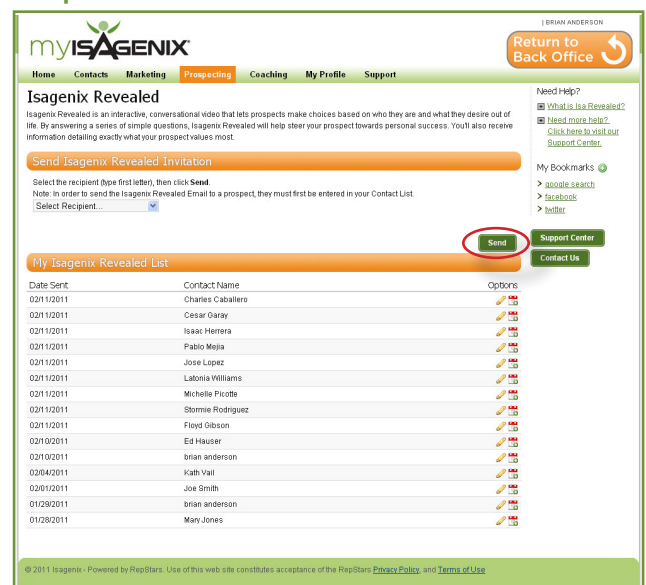 | BRIAN ANDERSON
myISAGENIX
Return to
Back Office
Home Contacts Marketing Prospecting Coaching My Profile Support
Isagenix Revealed
Isagenix Revealed is an interactive, conversational video that lets prospects make choices based on who they are and what they desire out of
life. By answering a series of simple questions, Isagenix Revealed will help steer your prospect towards personal success. You'll also receive
information detailing exactly what your prospect values most.
Send Isagenix Revealed Invitation
Select the recipient (type first letter), then click Send.
Note: In order to send the Isagenix Revealed Email to a prospect, they must first be entered in your Contact List.
Select Recipient...
Send
Need Help?
What is Isa Revealed?
Need more help?
Click here to visit our
Support Center.
My Bookmarks
> google search
> facebook
> twitter
Support Center
Contact Us
My Isagenix Revealed List
Date Sent Contact Name Options
02/11/2011 Charles Caballero
02/11/2011 Cesar Garay
02/11/2011 Isaac Herrera
02/11/2011 Pablo Mejia
02/11/2011 Jose Lopez
02/11/2011 Latonia Williams
02/11/2011 Michelle Picotte
02/11/2011 Stormie Rodriguez
02/11/2011 Floyd Gibson
02/10/2011 Ed Hauser
02/10/2011 brian anderson
02/04/2011 Kath Vail
02/01/2011 Joe Smith
01/29/2011 brian anderson
01/28/2011 Mary Jones
© 2011 Isagenix - Powered by RepStars. Use of this web site constitutes acceptance of the RepStars Privacy Policy, and Terms of Use